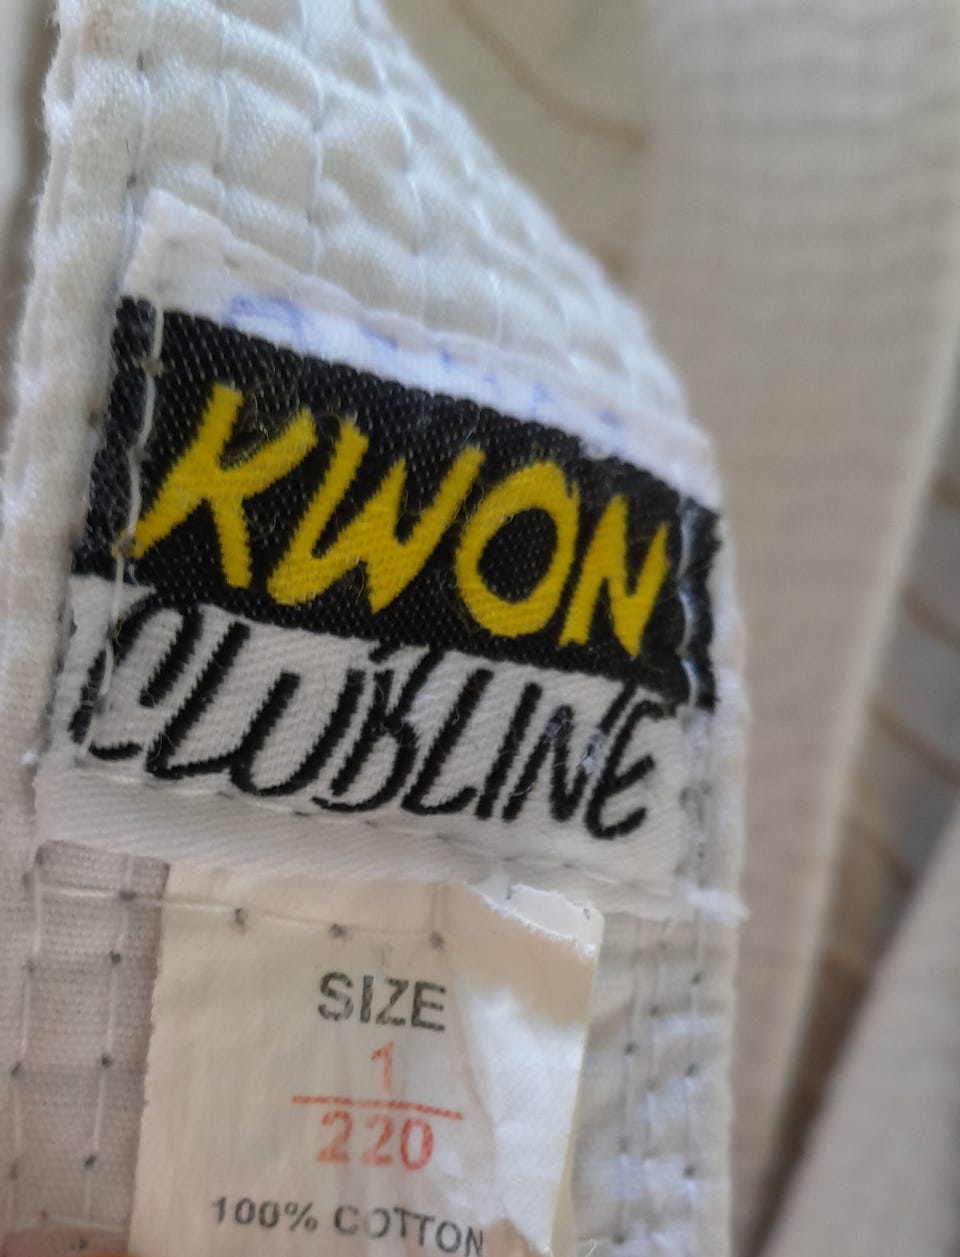 KWON
CLUBLINE
SIZE
1
220
100% COTTON